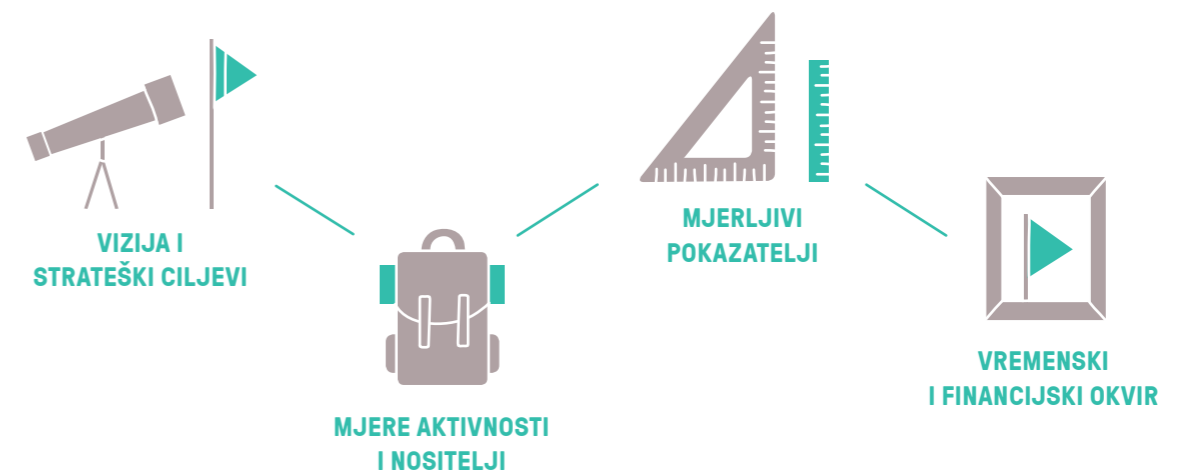 VIZIJA I
STRATEŠKI CILJEVI
MJERE AKTIVNOSTI
I NOSITELJI
MJERLJIVI
POKAZATELJI
VREMENSKI
I FINANCIJSKI OKVIR